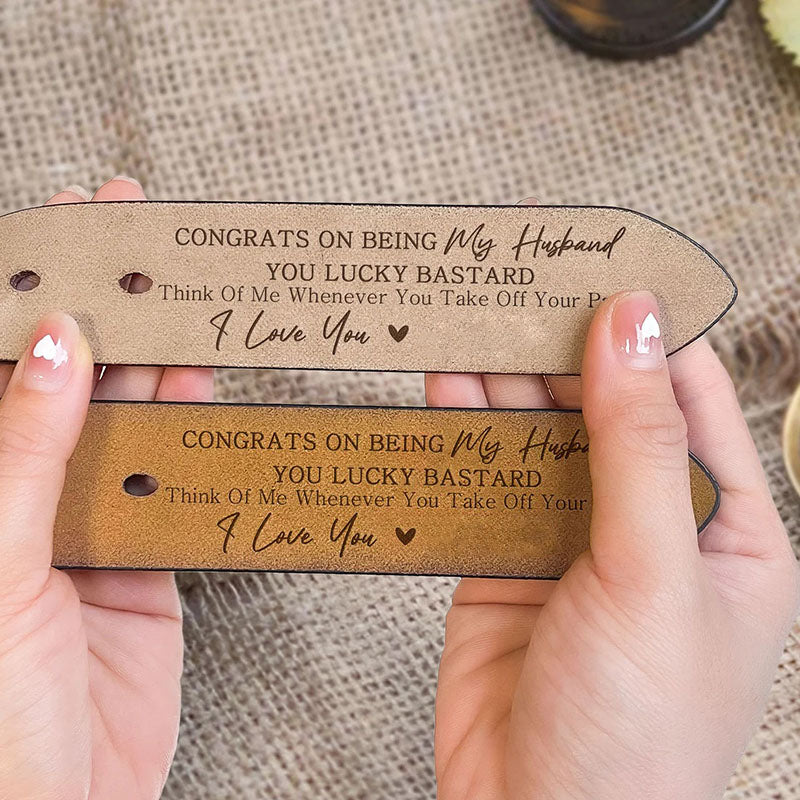 CONGRATS ON BEING My Husband
YOU LUCKY BASTARD
Think Of Me Whenever You Take Off Your
I Love You
CONGRATS ON BEING My
YOU LUCKY BASTARD
Think Of Me Whenever You Take Off Your
I Love You